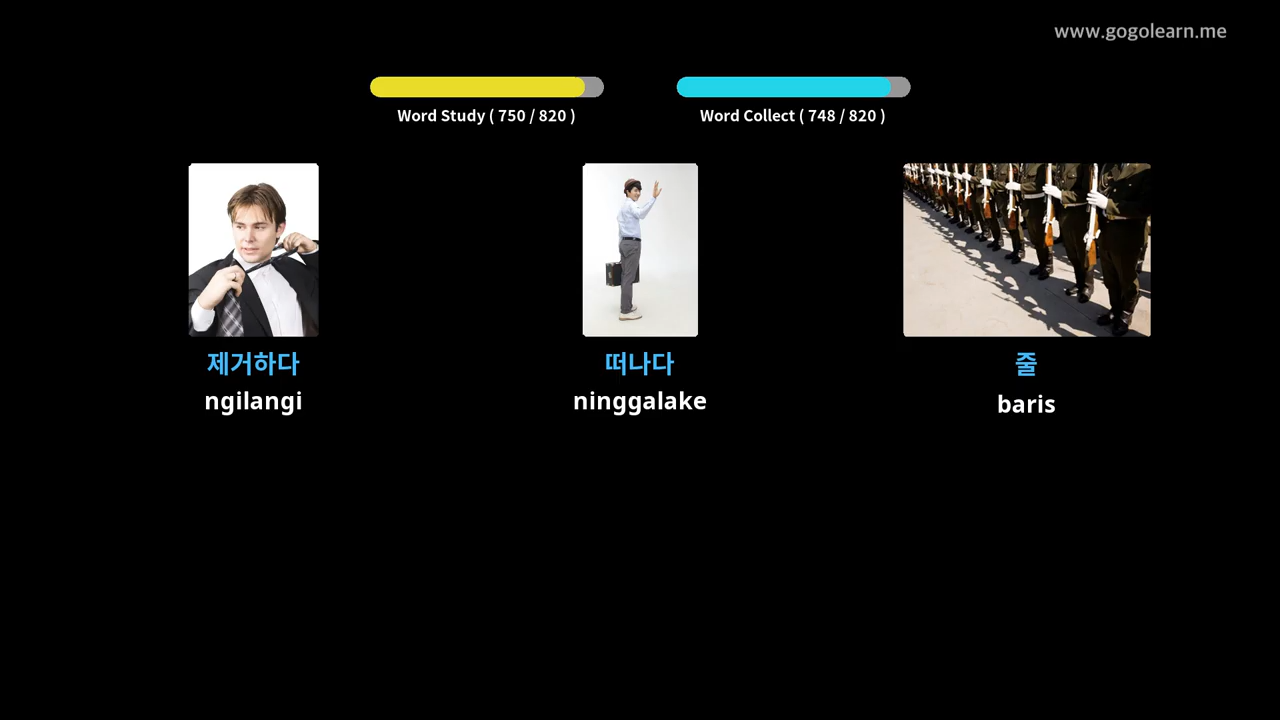 www.gogolearn.me
Word Study ( 750 / 820 )
Word Collect ( 748 / 820 )
제거하다
떠나다
줄
ngilangi
ninggalake
baris